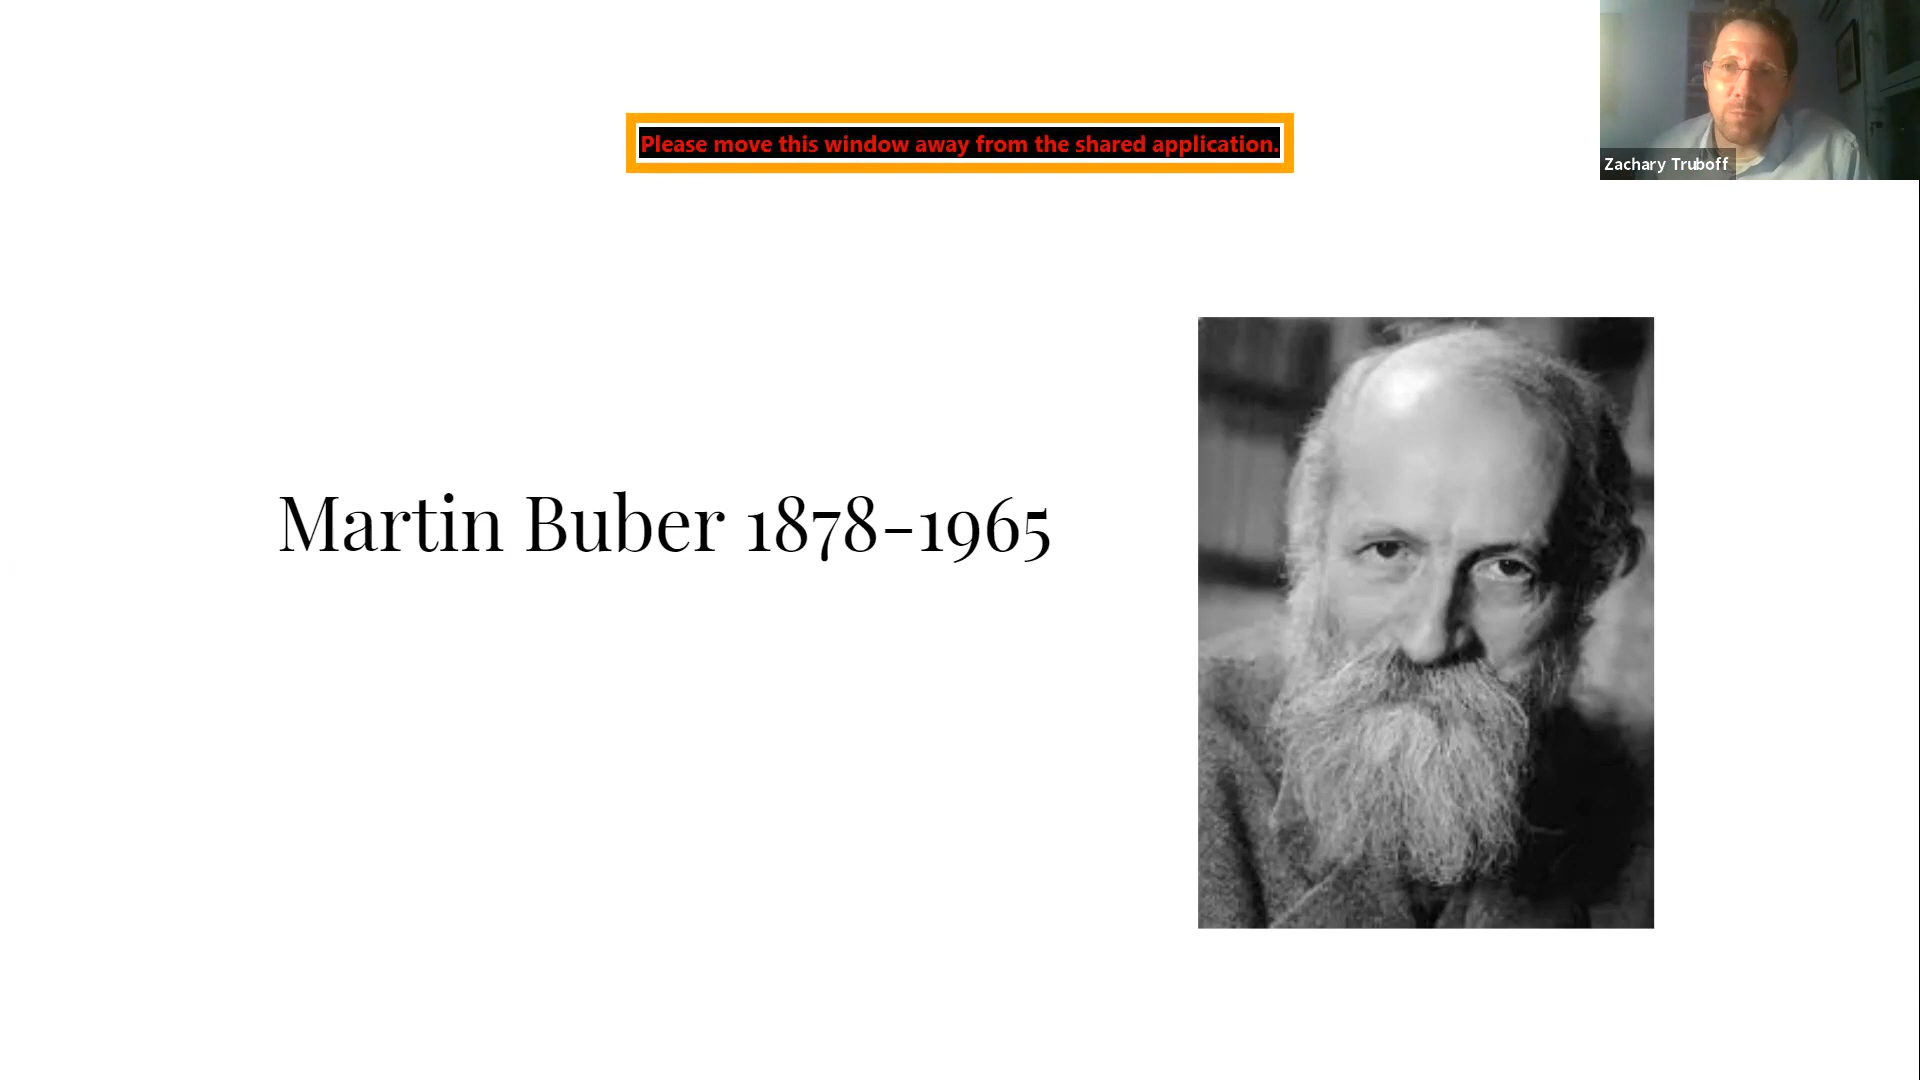 Please move this window away from the shared application.
Zachary Truboff
Martin Buber 1878-1965